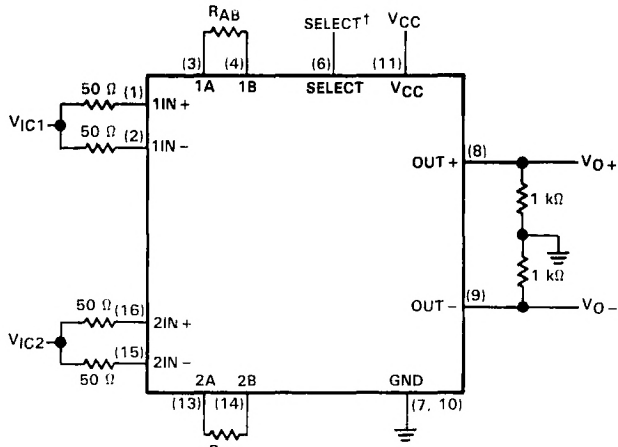 RAB
SELECT†
VCC
(3)
(4)
(6)
(11)
1A
1B
SELECT
VCC
50 Ω
(1)
1IN +
VIC1
50 Ω
(2)
1IN -
OUT +
(8)
VO+
1 kΩ
1 kΩ
OUT -
(9)
VO-
50 Ω
(16)
2IN +
VIC2
(15)
2IN -
50 Ω
2A
2B
GND
(13)
(14)
(7, 10)